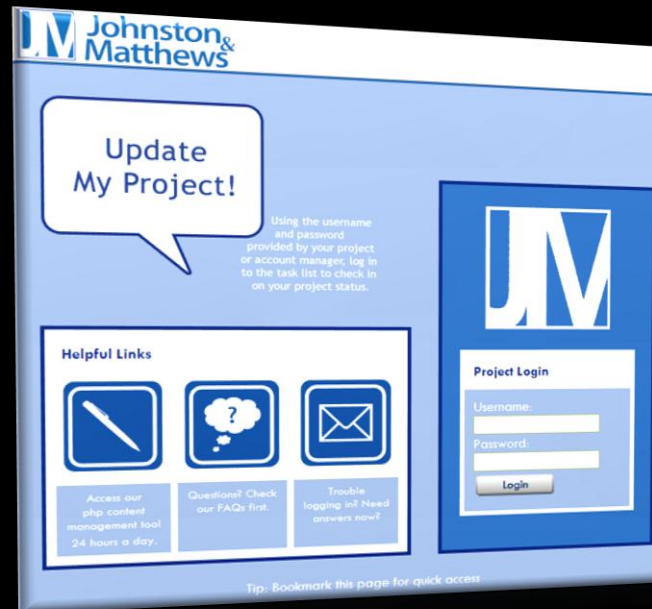 JM Johnston&
Matthews
Update
My Project!
Using the username
and password
provided by your project
or account manager, log in
to the task list to check in
on your project status.
JM
Helpful Links
?
Access our
php content
management tool
24 hours a day.
Questions? Check
our FAQs first.
Trouble
logging in? Need
answers now?
Project Login
Username:
Password:
Login
Tip: Bookmark this page for quick access